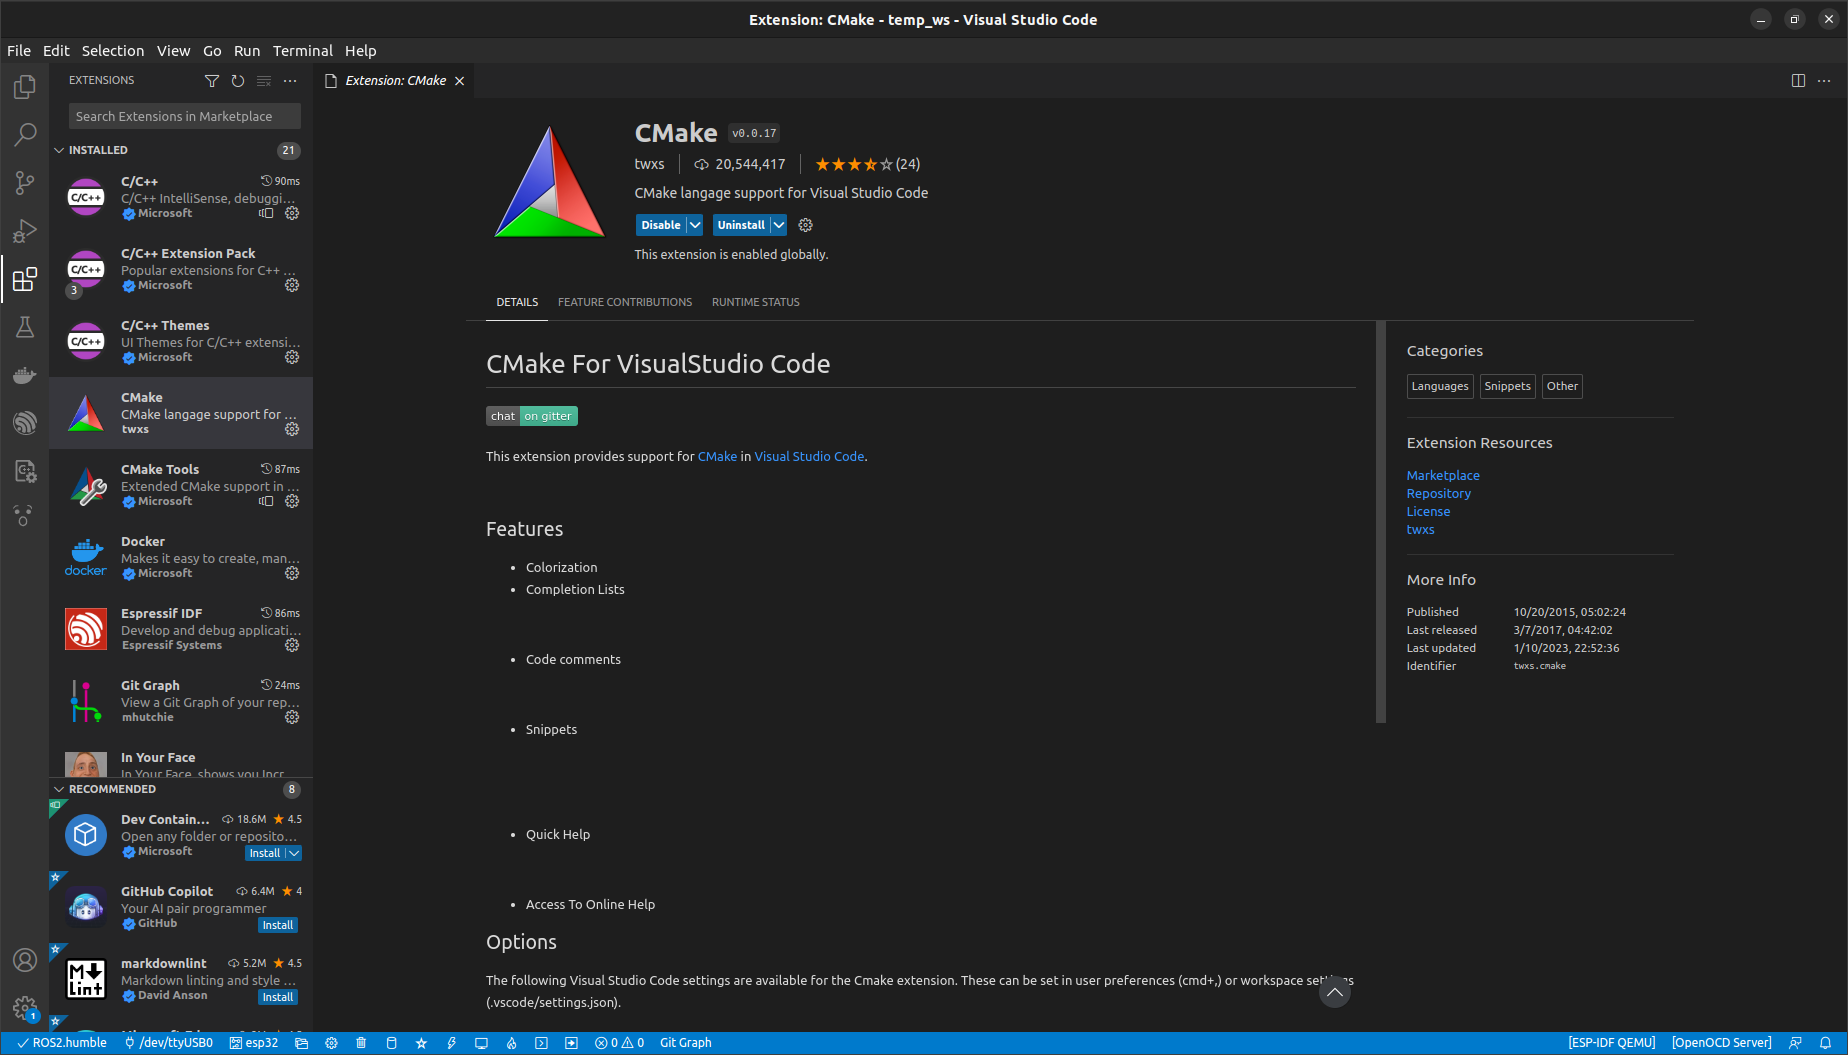 Extension: CMake - temp_ws - Visual Studio Code
File Edit Selection View Go Run Terminal Help
EXTENSIONS
Search Extensions in Marketplace
INSTALLED 21
C/C++ 90ms
C/C++ IntelliSense, debuggi...
Microsoft
C/C++ Extension Pack
Popular extensions for C++ ...
Microsoft
3
C/C++ Themes
UI Themes for C/C++ extensi...
Microsoft
CMake
CMake langage support for ...
twxs
CMake Tools 87ms
Extended CMake support in ...
Microsoft
Docker
Makes it easy to create, man...
Microsoft
docker
Espressif IDF 86ms
Develop and debug applicati...
Espressif Systems
Git Graph 24ms
View a Git Graph of your rep...
mhutchie
In Your Face
In Your Face, shows you Incr
RECOMMENDED 8
Dev Contain... 18.6M 4.5
Open any folder or reposito...
Microsoft Install
GitHub Copilot 6.4M 4
Your AI pair programmer
GitHub Install
markdownlint 5.2M 4.5
Markdown linting and style ...
David Anson Install
M
Lint
1
Extension: CMake
CMake v0.0.17
twxs 20,544,417 (24)
CMake langage support for Visual Studio Code
Disable Uninstall
This extension is enabled globally.
DETAILS FEATURE CONTRIBUTIONS RUNTIME STATUS
CMake For VisualStudio Code
chat on gitter
This extension provides support for CMake in Visual Studio Code.
Features
• Colorization
• Completion Lists
• Code comments
• Snippets
• Quick Help
• Access To Online Help
Options
The following Visual Studio Code settings are available for the Cmake extension. These can be set in user preferences (cmd+,) or workspace settings
(.vscode/settings.json).
Categories
Languages Snippets Other
Extension Resources
Marketplace
Repository
License
twxs
More Info
Published 10/20/2015, 05:02:24
Last released 3/7/2017, 04:42:02
Last updated 1/10/2023, 22:52:36
Identifier twxs.cmake
ROS2.humble /dev/ttyUSB0 esp32 0 0 Git Graph [ESP-IDF QEMU] [OpenOCD Server]